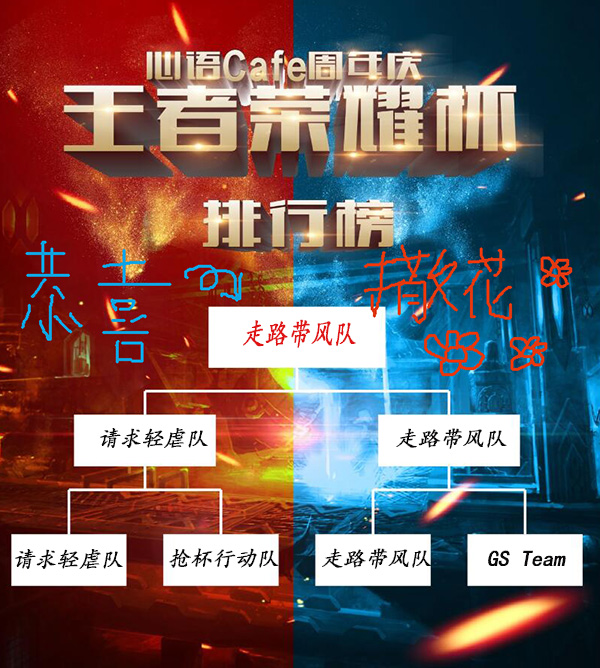 心语Cafe周年庆
王者荣耀杯
排行榜
恭喜 撒花
走路带风队
请求轻虐队 走路带风队
请求轻虐队 抢杯行动队 走路带风队 GS Team